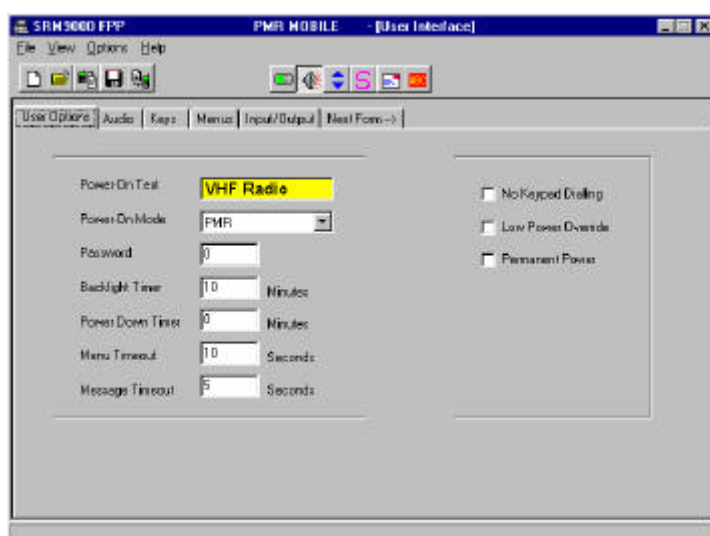 SRM9000 FPP PMR MOBILE - [User Interface]
File View Options Help
User Options Audio Keys Menus Input/Output Next Form-->
Power-On Text VHF Radio
Power-On Mode PMR
Password 0
Backlight Timer 10 Minutes
Power Down Timer 0 Minutes
Menu Timeout 10 Seconds
Message Timeout 5 Seconds
No Keypad Dialling
Low Power Override
Permanent Power